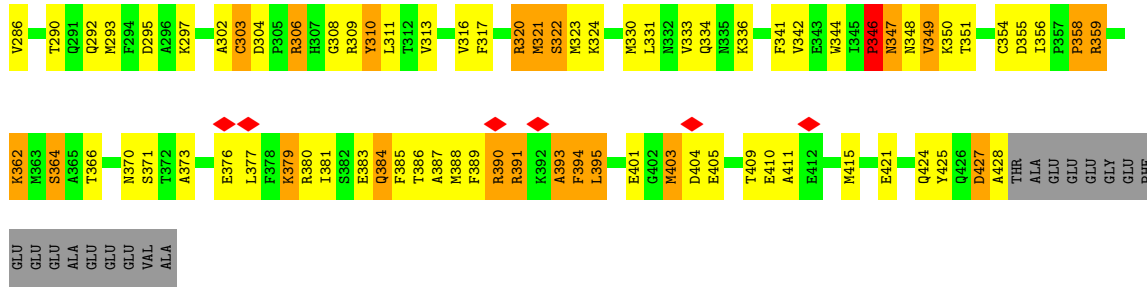 V286 T290 Q291 Q292 M293 F294 D295 A296 K297 A302 C303 D304 P305 R306 H307 G308 R309 Y310 L311 T312 V313 V316 F317 R320 M321 S322 M323 K324 M330 L331 N332 V333 Q334 N335 K336 F341 V342 E343 W344 I345 P346 N347 N348 V349 K350 T351 C354 D355 I356 P357 P358 R359
K362 M363 S364 A365 T366 N370 S371 T372 A373 E376 L377 F378 K379 R380 I381 S382 E383 Q384 F385 T386 A387 M388 F389 R390 R391 K392 A393 F394 L395 E401 G402 M403 D404 E405 T409 E410 A411 E412 M415 E421 Q424 Y425 Q426 D427 A428 THR ALA GLU GLU GLU GLY GLU PHE
GLU GLU GLU ALA GLU GLU GLU VAL ALA